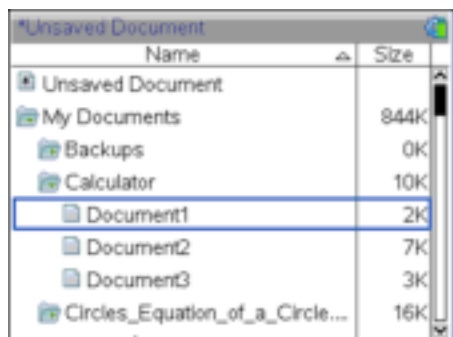 *Unsaved Document
Name Size
Unsaved Document
My Documents 844K
Backups 0K
Calculator 10K
Document1 2K
Document2 7K
Document3 3K
Circles_Equation_of_a_Circle... 16K